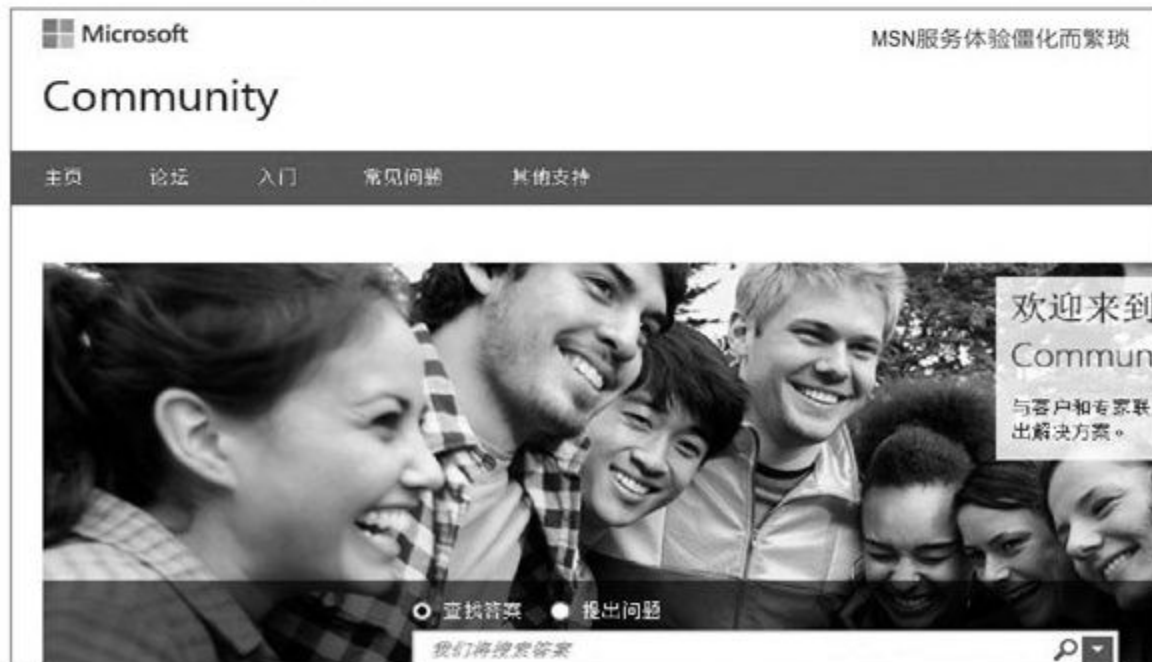 Microsoft
MSN服务体验僵化而繁琐
Community
主页 论坛 入门 常见问题 其他支持
欢迎来到
Commun
与客户和专家联
出解决方案。
查找答案 提出问题
我们将搜索答案